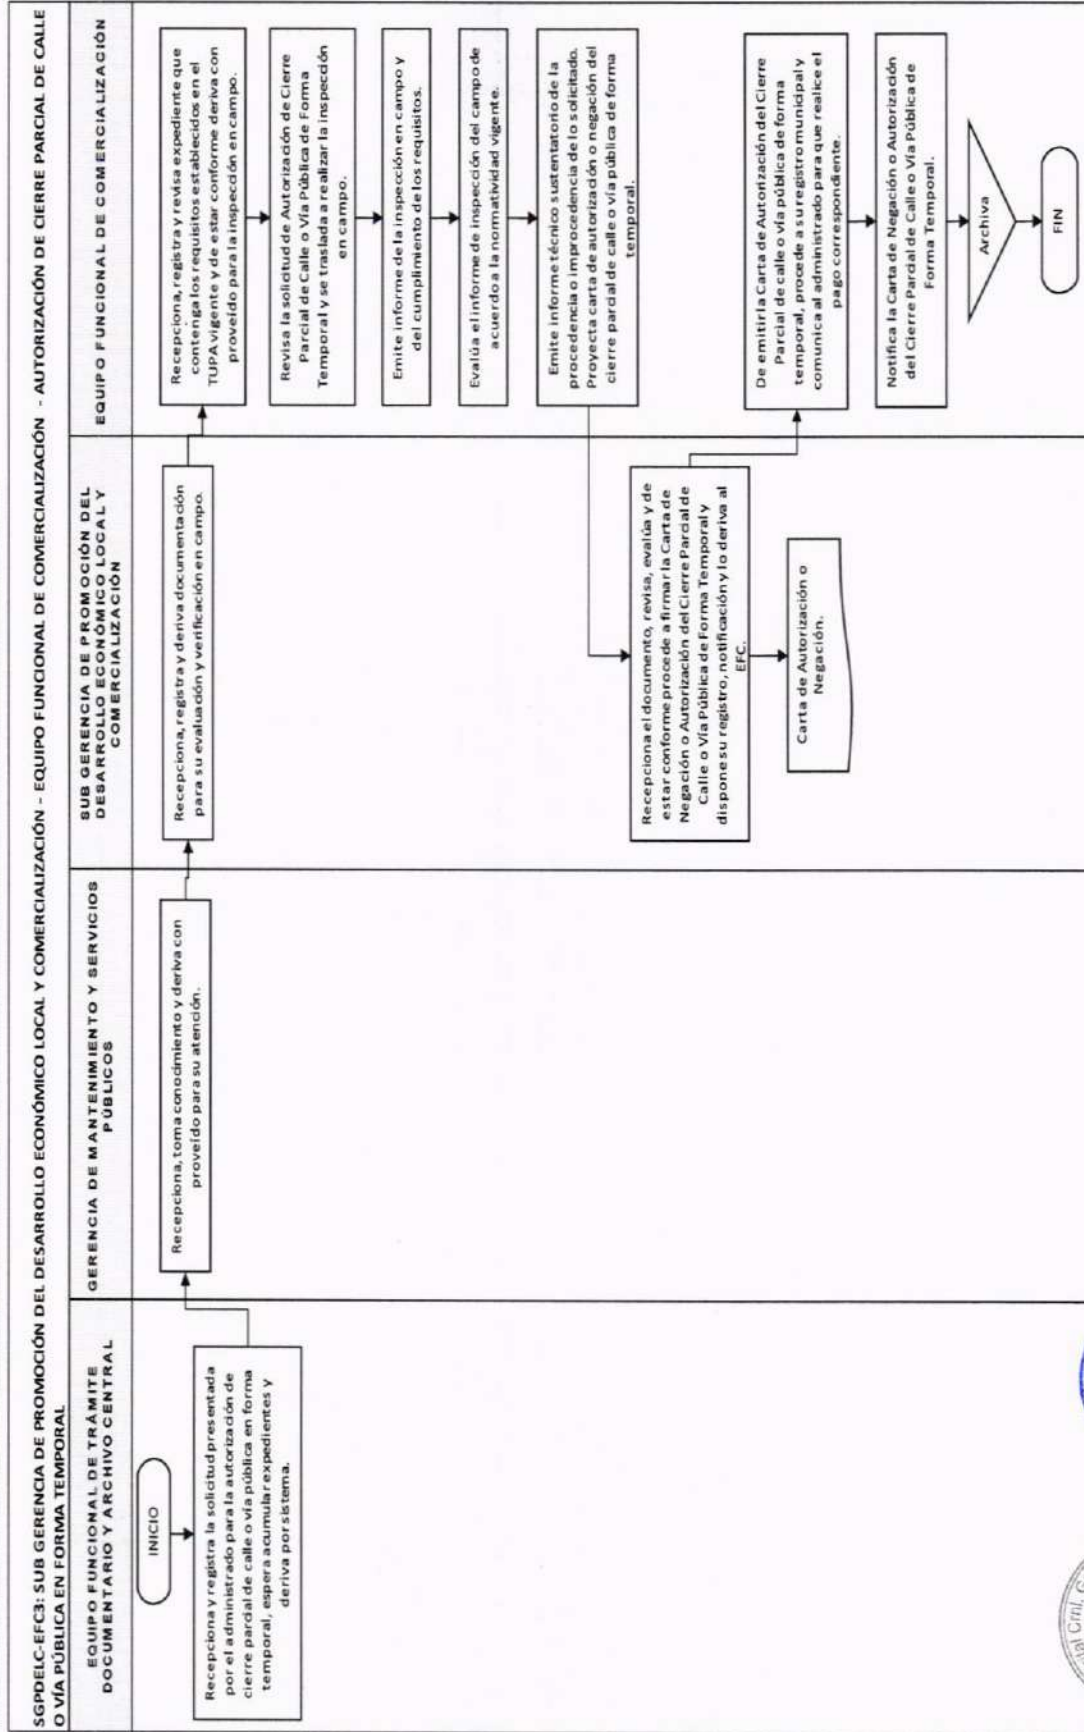 SGPDELC-EFC3: SUB GERENCIA DE PROMOCIÓN DEL DESARROLLO ECONÓMICO LOCAL Y COMERCIALIZACIÓN - EQUIPO FUNCIONAL DE COMERCIALIZACIÓN - AUTORIZACIÓN DE CIERRE PARCIAL DE CALLE
O VÍA PÚBLICA EN FORMA TEMPORAL
EQUIPO FUNCIONAL DE TRÁMITE
DOCUMENTARIO Y ARCHIVO CENTRAL
GERENCIA DE MANTENIMIENTO Y SERVICIOS
PÚBLICOS
SUB GERENCIA DE PROMOCIÓN DEL
DESARROLLO ECONÓMICO LOCAL Y
COMERCIALIZACIÓN
EQUIPO FUNCIONAL DE COMERCIALIZACIÓN
INICIO
Recepciona y registra la solicitud presentada
por el administrado para la autorización de
cierre parcial de calle o vía pública en forma
temporal, espera acumular expedientes y
deriva por sistema.
Recepciona, toma conocimiento y deriva con
proveído para su atención.
Recepciona, registra y deriva documentación
para su evaluación y verificación en campo.
Recepciona, registra y revisa expediente que
contenga los requisitos establecidos en el
TUPA vigente y de estar conforme deriva con
proveído para la inspección en campo.
Revisa la solicitud de Autorización de Cierre
Parcial de Calle o Vía Pública de Forma
Temporal y se traslada a realizar la inspección
en campo.
Emite informe de la inspección en campo y
del cumplimiento de los requisitos.
Evalúa el informe de inspección del campo de
acuerdo a la normatividad vigente.
Emite informe técnico sustentatorio de la
procedencia o improcedencia de lo solicitado.
Proyecta carta de autorización o negación del
cierre parcial de calle o vía pública de forma
temporal.
Recepciona el documento, revisa, evalúa y de
estar conforme procede a firmar la Carta de
Negación o Autorización del Cierre Parcial de
Calle o Vía Pública de Forma Temporal y
dispone su registro, notificación y lo deriva al
EFC.
Carta de Autorización o
Negación.
De emitir la Carta de Autorización del Cierre
Parcial de calle o vía pública de forma
temporal, procede a su registro municipal y
comunica al administrado para que realice el
pago correspondiente.
Notifica la Carta de Negación o Autorización
del Cierre Parcial de Calle o Vía Pública de
Forma Temporal.
Archiva
FIN